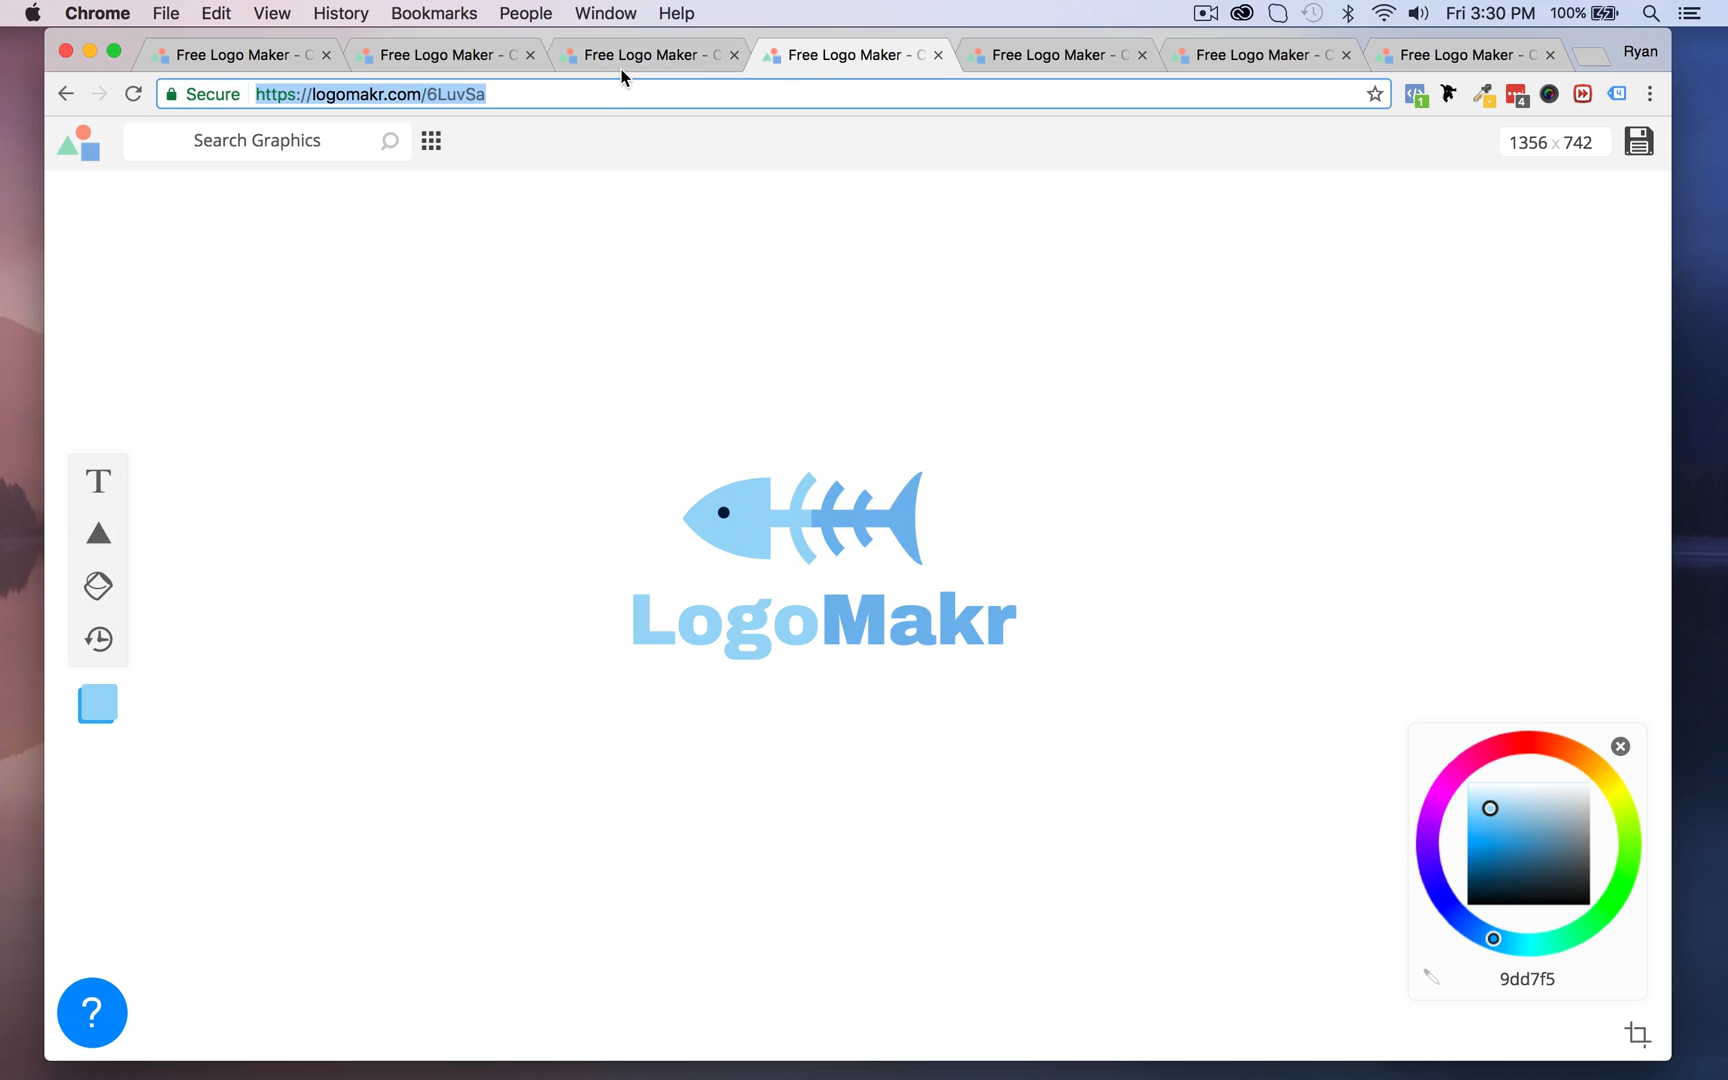 Chrome File Edit View History Bookmarks People Window Help Fri 3:30 PM 100%
Free Logo Maker - C Free Logo Maker - C Free Logo Maker - C Free Logo Maker - C Free Logo Maker - C Free Logo Maker - C Free Logo Maker - C Ryan
Secure https://logomakr.com/6LuvSa 1 4
Search Graphics 1356 x 742
T
LogoMakr
9dd7f5
?